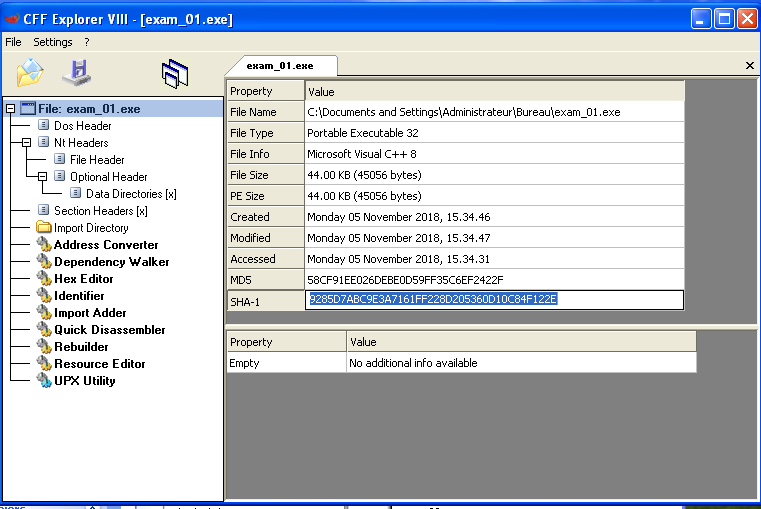 CFF Explorer VIII - [exam_01.exe]
File Settings ?
exam_01.exe
File: exam_01.exe
Dos Header
Nt Headers
File Header
Optional Header
Data Directories [x]
Section Headers [x]
Import Directory
Address Converter
Dependency Walker
Hex Editor
Identifier
Import Adder
Quick Disassembler
Rebuilder
Resource Editor
UPX Utility
Property Value
File Name C:\Documents and Settings\Administrateur\Bureau\exam_01.exe
File Type Portable Executable 32
File Info Microsoft Visual C++ 8
File Size 44.00 KB (45056 bytes)
PE Size 44.00 KB (45056 bytes)
Created Monday 05 November 2018, 15.34.46
Modified Monday 05 November 2018, 15.34.47
Accessed Monday 05 November 2018, 15.34.31
MD5 58CF91EE026DEBE0D59FF35C6EF2422F
SHA-1 9285D7ABC9E3A7161FF228D205360D10C84F122E
Property Value
Empty No additional info available